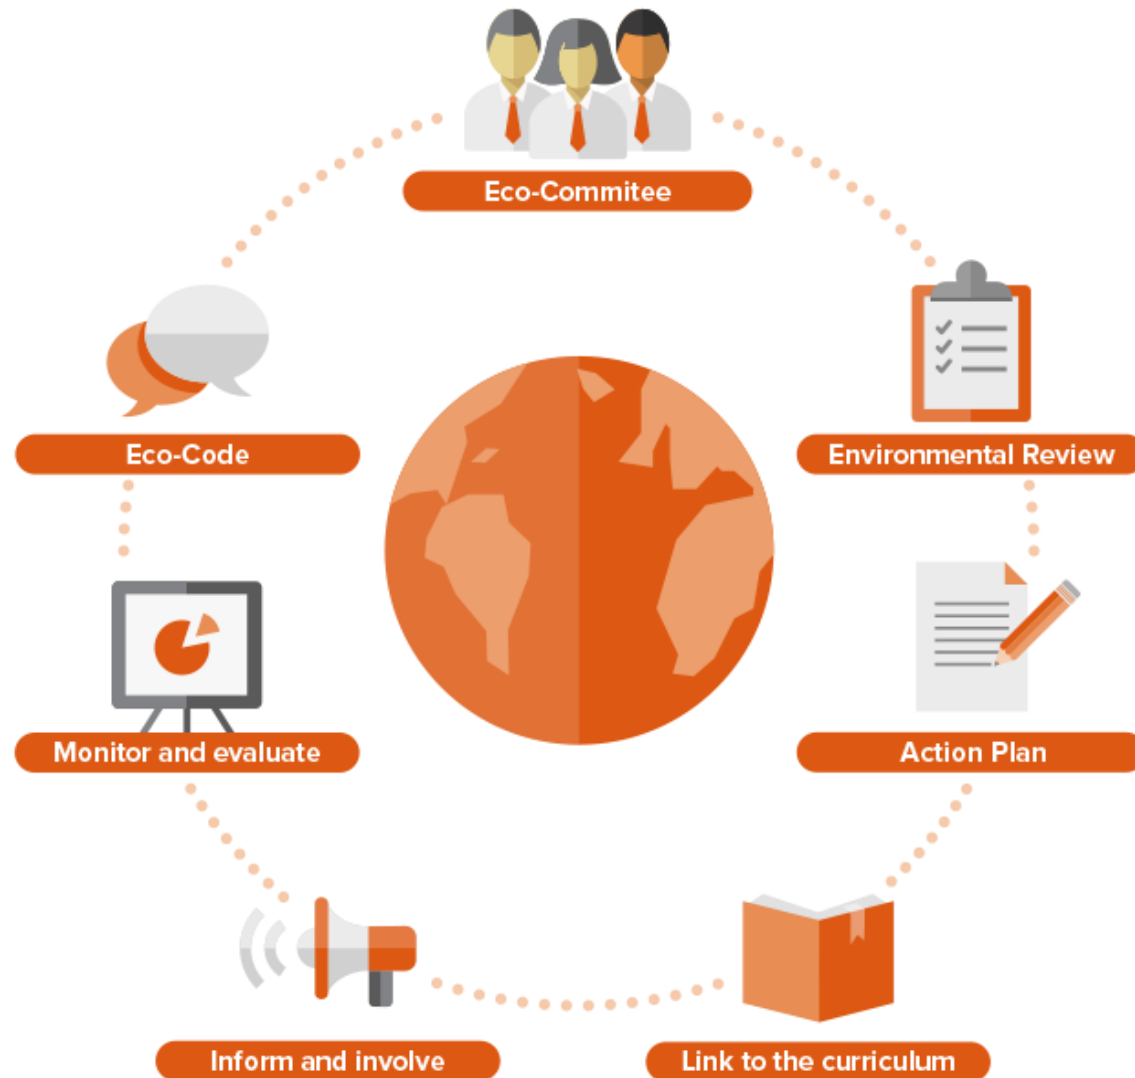 Eco-Commitee
Eco-Code
Environmental Review
Monitor and evaluate
Action Plan
Inform and involve
Link to the curriculum